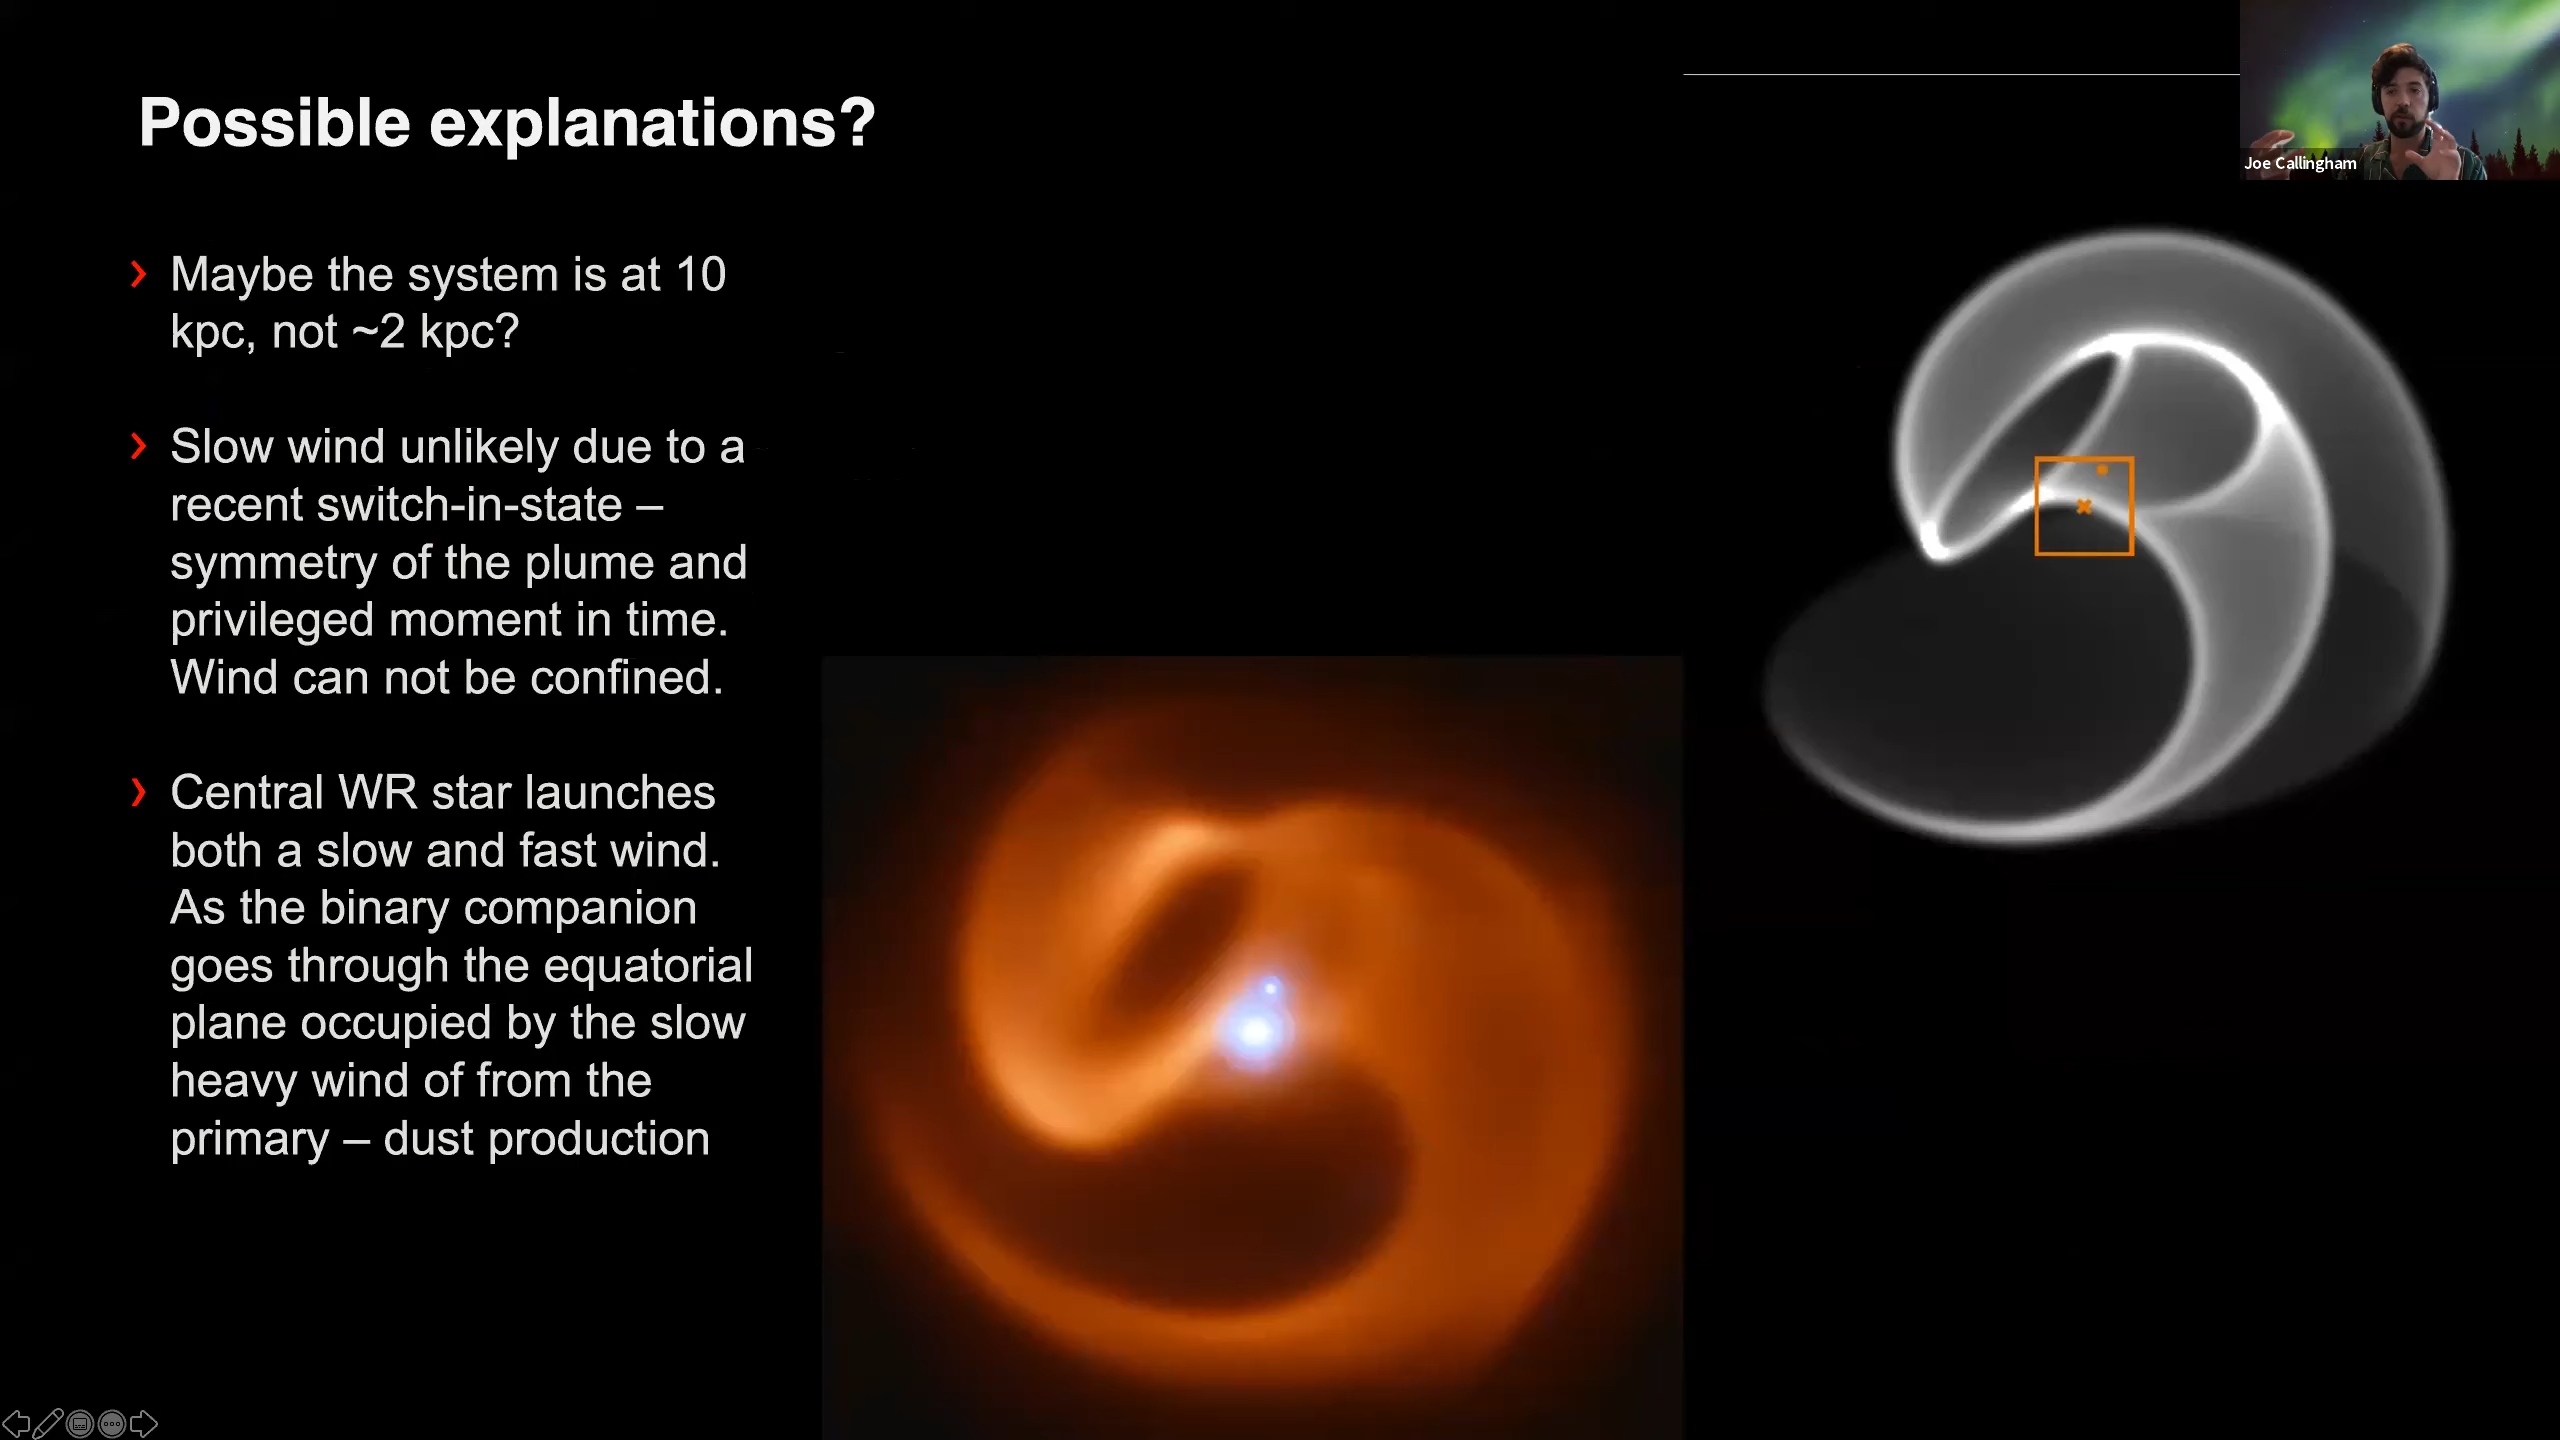 Possible explanations?
Joe Callingham
› Maybe the system is at 10
kpc, not ~2 kpc?
› Slow wind unlikely due to a
recent switch-in-state –
symmetry of the plume and
privileged moment in time.
Wind can not be confined.
› Central WR star launches
both a slow and fast wind.
As the binary companion
goes through the equatorial
plane occupied by the slow
heavy wind of from the
primary – dust production